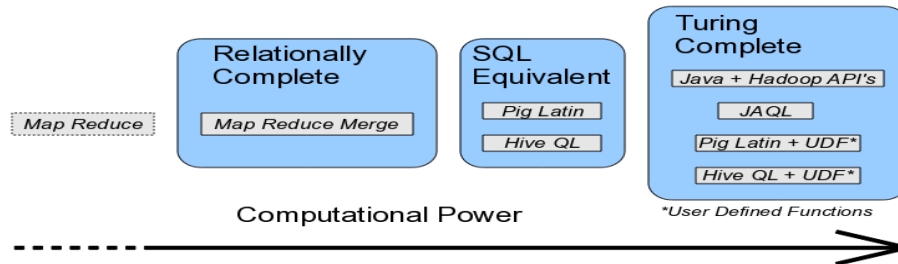 Map Reduce
Relationally
Complete
Map Reduce Merge
SQL
Equivalent
Pig Latin
Hive QL
Turing
Complete
Java + Hadoop API's
JAQL
Pig Latin + UDF*
Hive QL + UDF*
*User Defined Functions
Computational Power